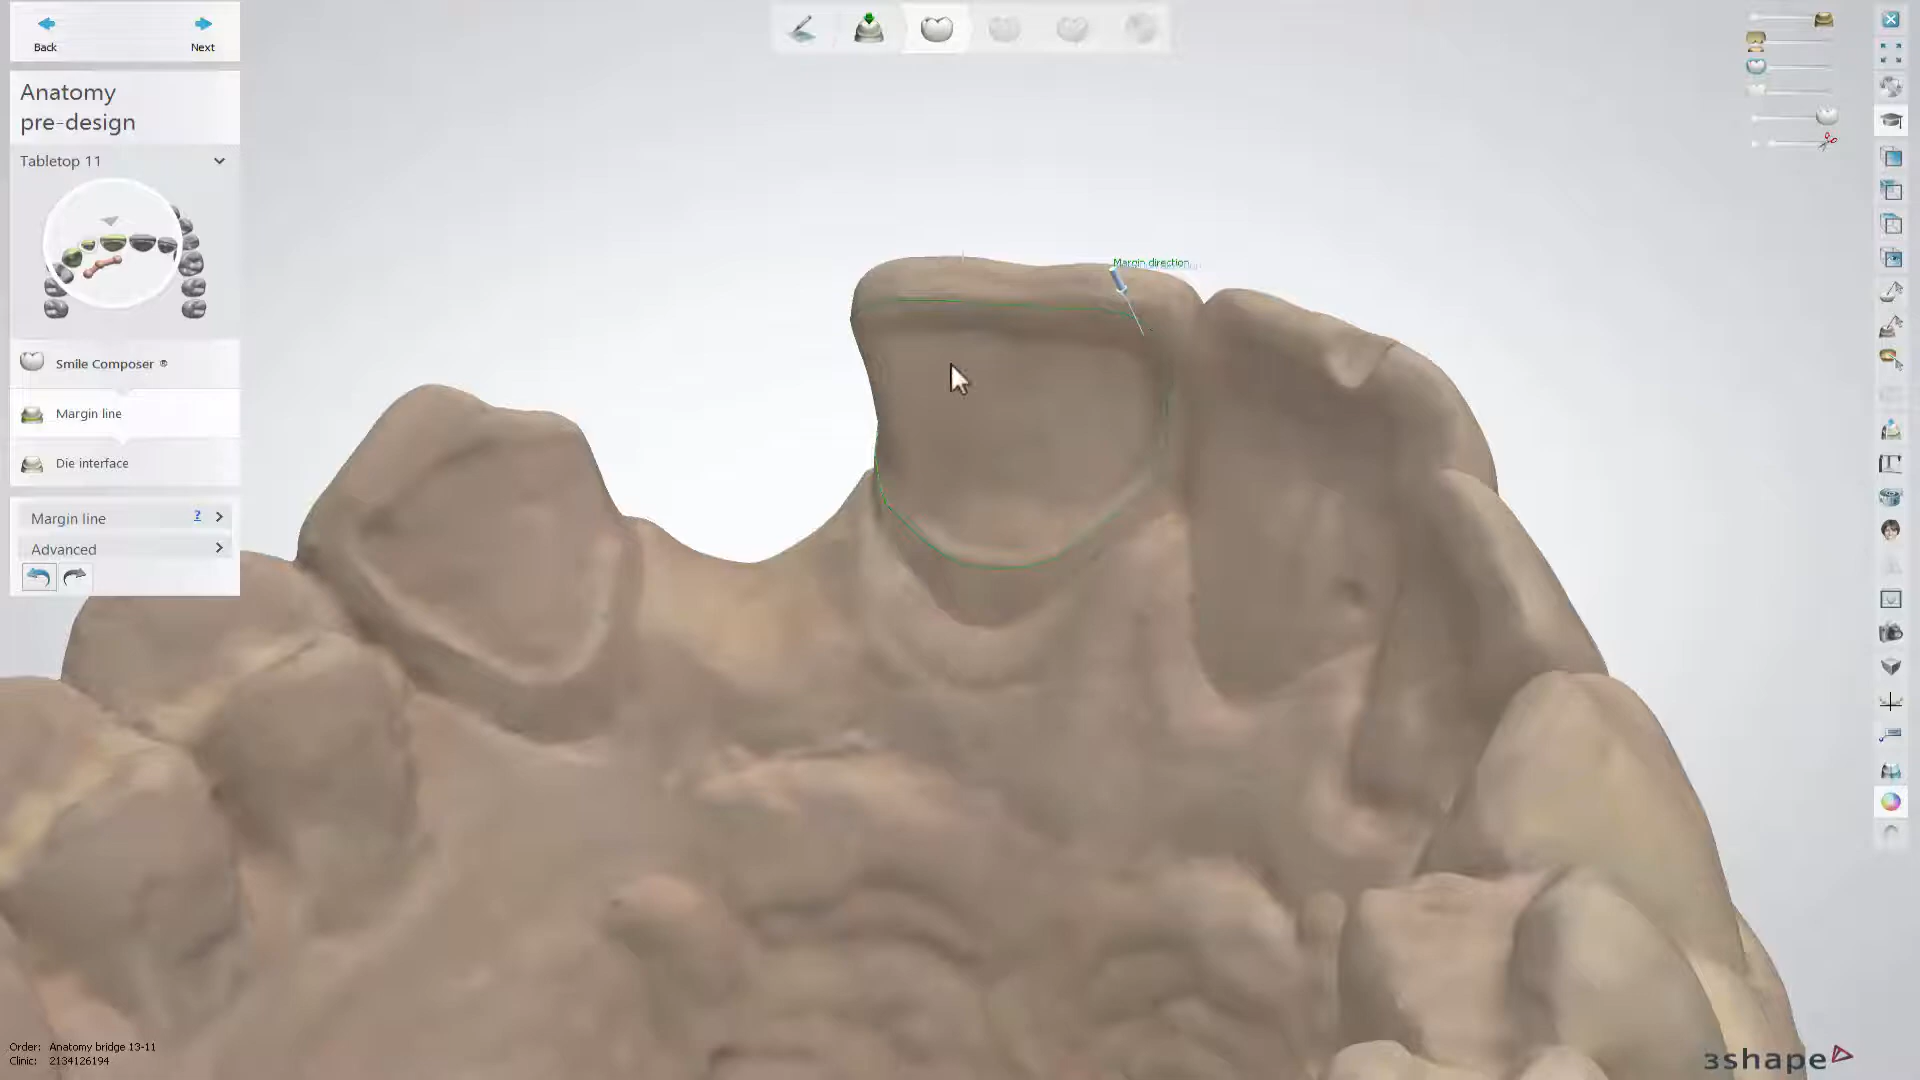 Back
Next
Anatomy
pre-design
Tabletop 11
Smile Composer ®
Margin line
Die interface
Margin line ?
Advanced
Margin direction
Order: Anatomy bridge 13-11
Clinic: 2134126194
3shape